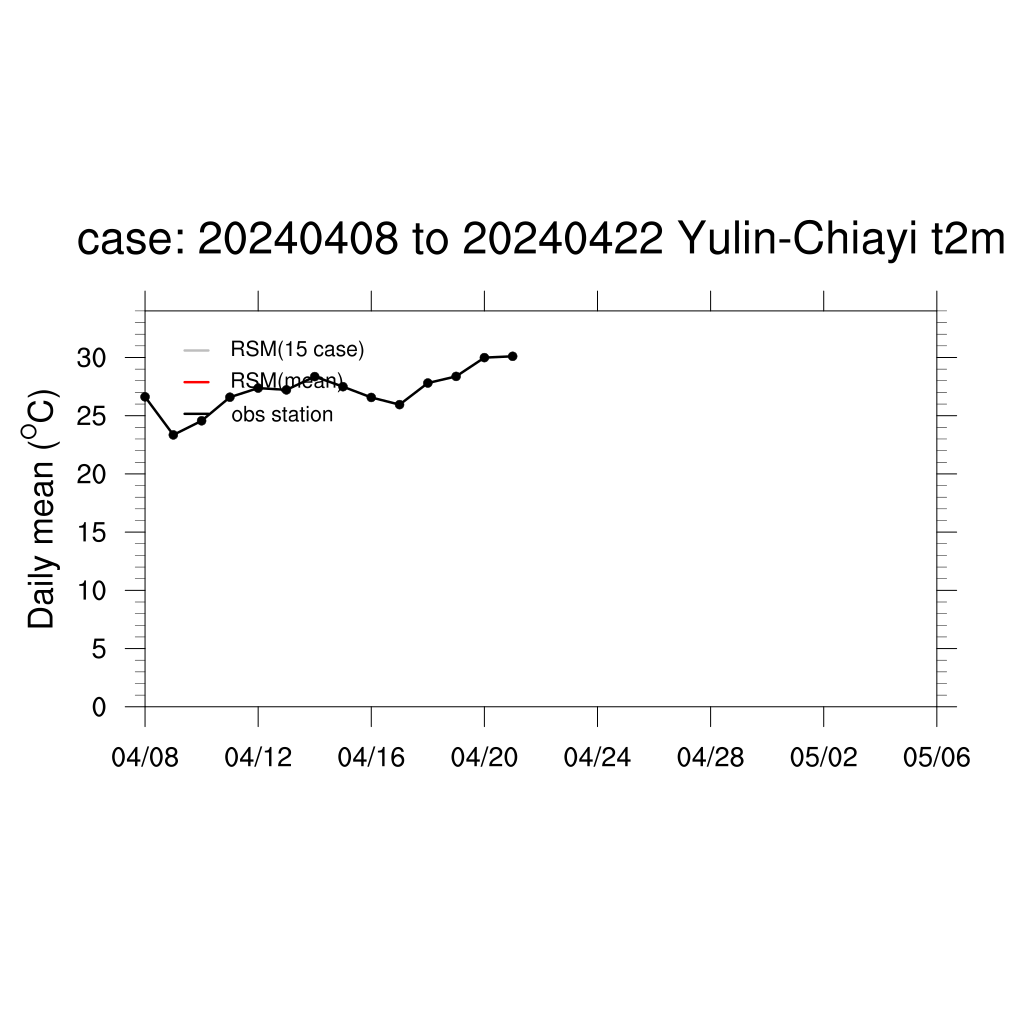 case: 20240408 to 20240422 Yulin-Chiayi t2m
Daily mean (°C)
30
25
20
15
10
5
0
RSM(15 case)
RSM(mean)
obs station
04/08 04/12 04/16 04/20 04/24 04/28 05/02 05/06